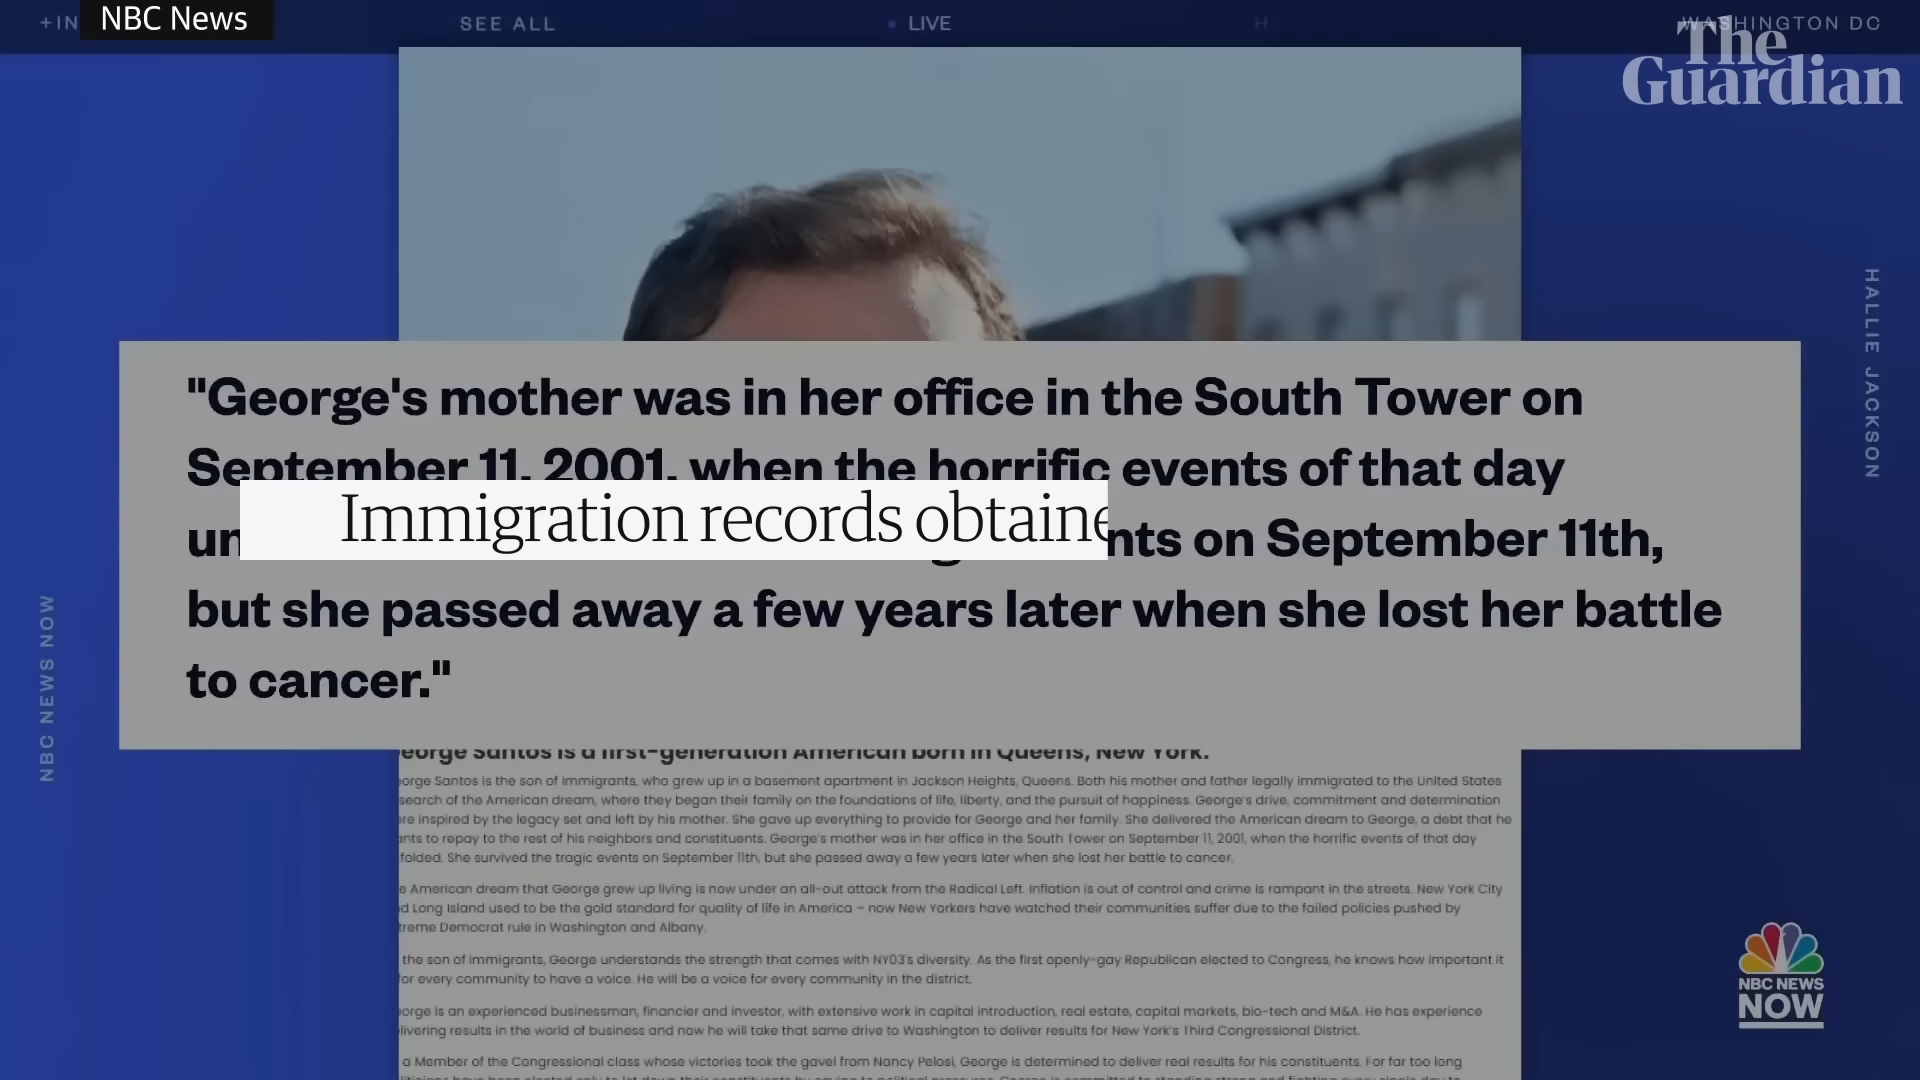 +IN
NBC News
SEE ALL
LIVE
H
WASHINGTON DC
The
Guardian
HALLIE JACKSON
NBC NEWS NOW
"George's mother was in her office in the South Tower on
September 11, 2001, when the horrific events of that day
un
Immigration records obtaine
nts on September 11th,
but she passed away a few years later when she lost her battle
to cancer."
eorge Santos is a first-generation American born in Queens, New York.
orge Santos is the son of immigrants, who grew up in a basement apartment in Jackson Heights, Queens. Both his mother and father legally immigrated to the United States
search of the American dream, where they began their family on the foundations of life, liberty, and the pursuit of happiness. George's drive, commitment and determination
re inspired by the legacy set and left by his mother. She gave up everything to provide for George and her family. She delivered the American dream to George, a debt that he
ants to repay to the rest of his neighbors and constituents. George's mother was in her office in the South Tower on September 11, 2001, when the horrific events of that day
folded. She survived the tragic events on September 11th, but she passed away a few years later when she lost her battle to cancer.
e American dream that George grew up living is now under an all-out attack from the Radical Left. Inflation is out of control and crime is rampant in the streets. New York City
d Long Island used to be the gold standard for quality of life in America – now New Yorkers have watched their communities suffer due to the failed policies pushed by
treme Democrat rule in Washington and Albany.
the son of immigrants, George understands the strength that comes with NY03's diversity. As the first openly-gay Republican elected to Congress, he knows how important it
for every community to have a voice. He will be a voice for every community in the district.
orge is an experienced businessman, financier and investor, with extensive work in capital introduction, real estate, capital markets, bio-tech and M&A. He has experience
livering results in the world of business and now he will take that same drive to Washington to deliver results for New York's Third Congressional District.
a Member of the Congressional class whose victories took the gavel from Nancy Pelosi, George is determined to deliver real results for his constituents. For far too long
NBC NEWS
NOW